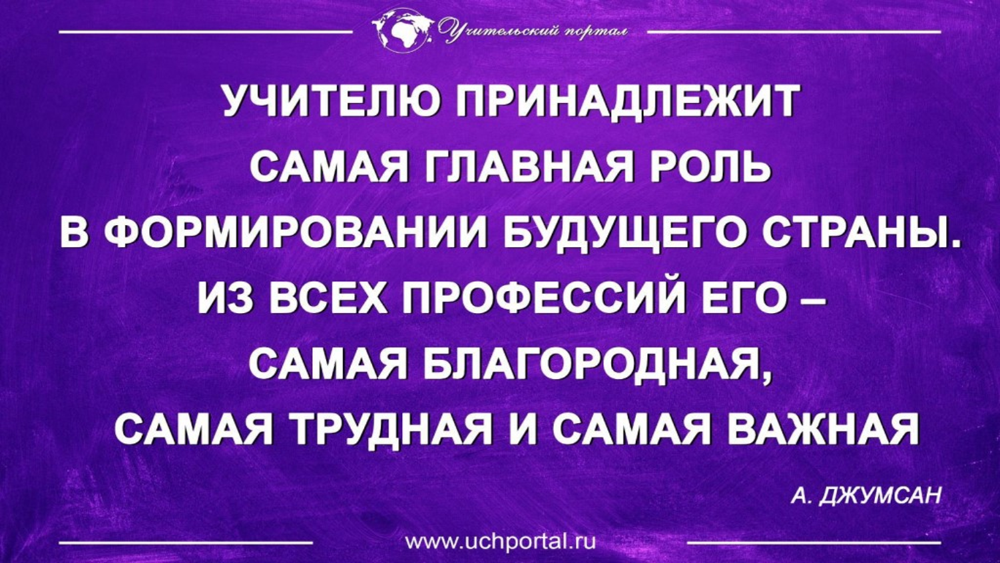 Учительский портал
УЧИТЕЛЮ ПРИНАДЛЕЖИТ
САМАЯ ГЛАВНАЯ РОЛЬ
В ФОРМИРОВАНИИ БУДУЩЕГО СТРАНЫ.
ИЗ ВСЕХ ПРОФЕССИЙ ЕГО –
САМАЯ БЛАГОРОДНАЯ,
САМАЯ ТРУДНАЯ И САМАЯ ВАЖНАЯ
А. ДЖУМСАН
www.uchportal.ru